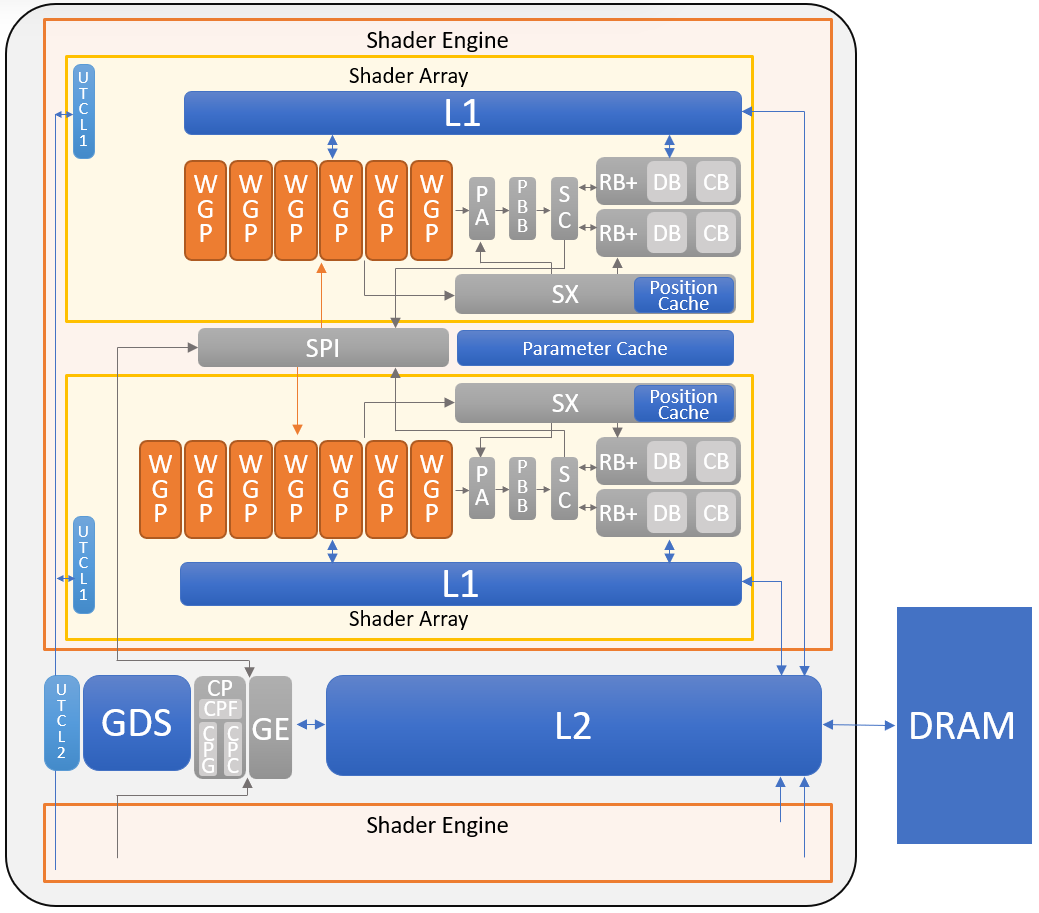 Shader Engine
Shader Array
UTCL1
L1
WGP
WGP
WGP
WGP
WGP
WGP
PA
PBB
SC
RB+ DB CB
RB+ DB CB
SX
Position
Cache
SPI
Parameter Cache
SX
Position
Cache
WGP
WGP
WGP
WGP
WGP
WGP
WGP
PA
PBB
SC
RB+ DB CB
RB+ DB CB
UTCL1
L1
Shader Array
UTCL2
GDS
CP
CPF
CPG
CPC
GE
L2
DRAM
Shader Engine